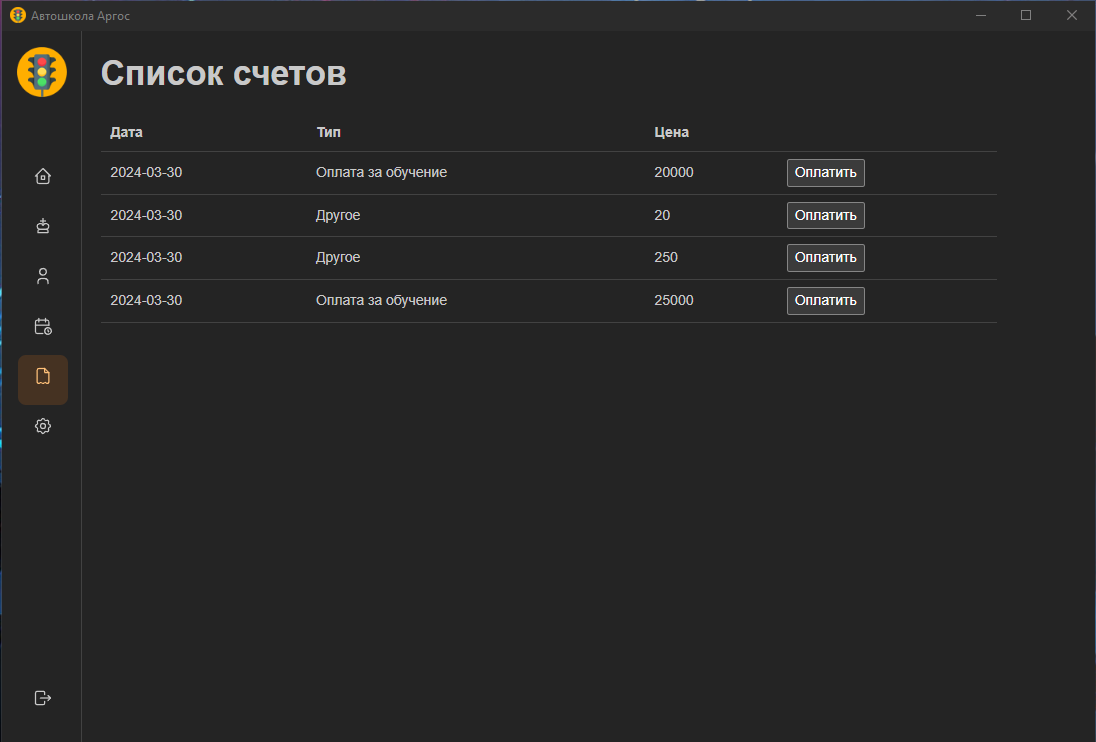 Автошкола Аргос
Список счетов
Дата Тип Цена
2024-03-30 Оплата за обучение 20000 Оплатить
2024-03-30 Другое 20 Оплатить
2024-03-30 Другое 250 Оплатить
2024-03-30 Оплата за обучение 25000 Оплатить